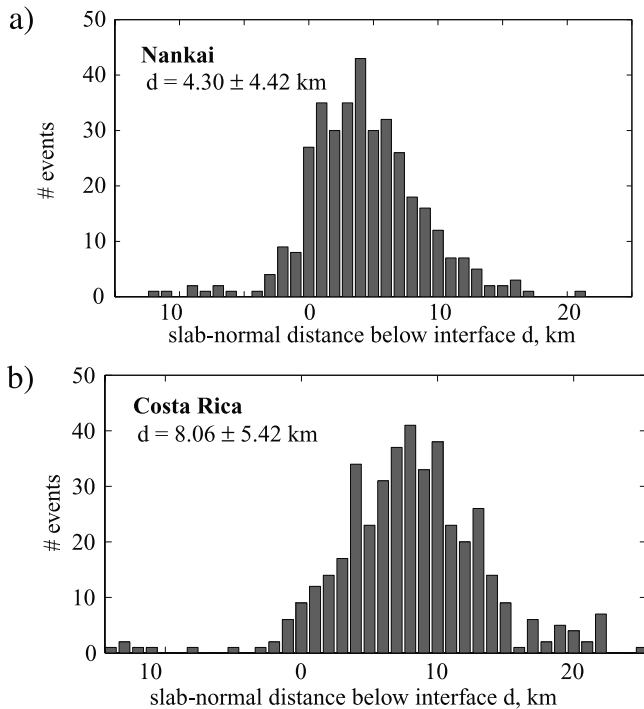 a)
50
40
30
20
10
0
# events
Nankai
d = 4.30 ± 4.42 km
10 0 10 20
slab-normal distance below interface d, km
b)
50
40
30
20
10
0
# events
Costa Rica
d = 8.06 ± 5.42 km
10 0 10 20
slab-normal distance below interface d, km